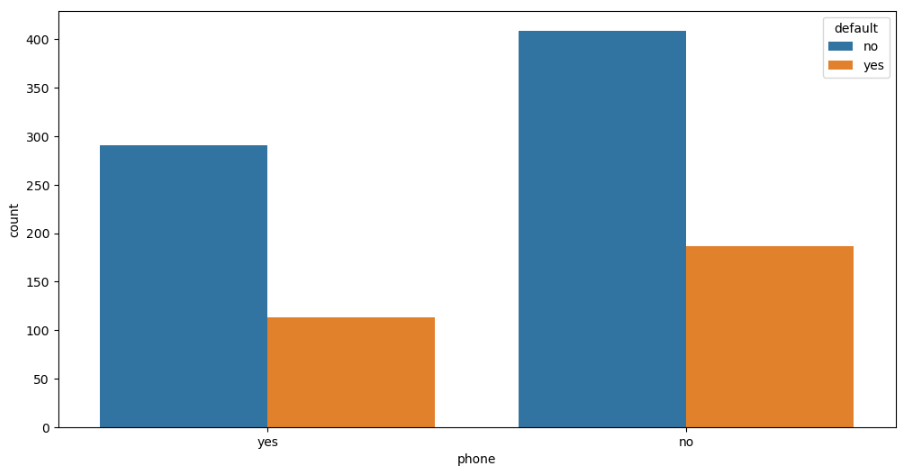 default
no
yes
400
350
300
250
200
150
100
50
0
count
yes
no
phone